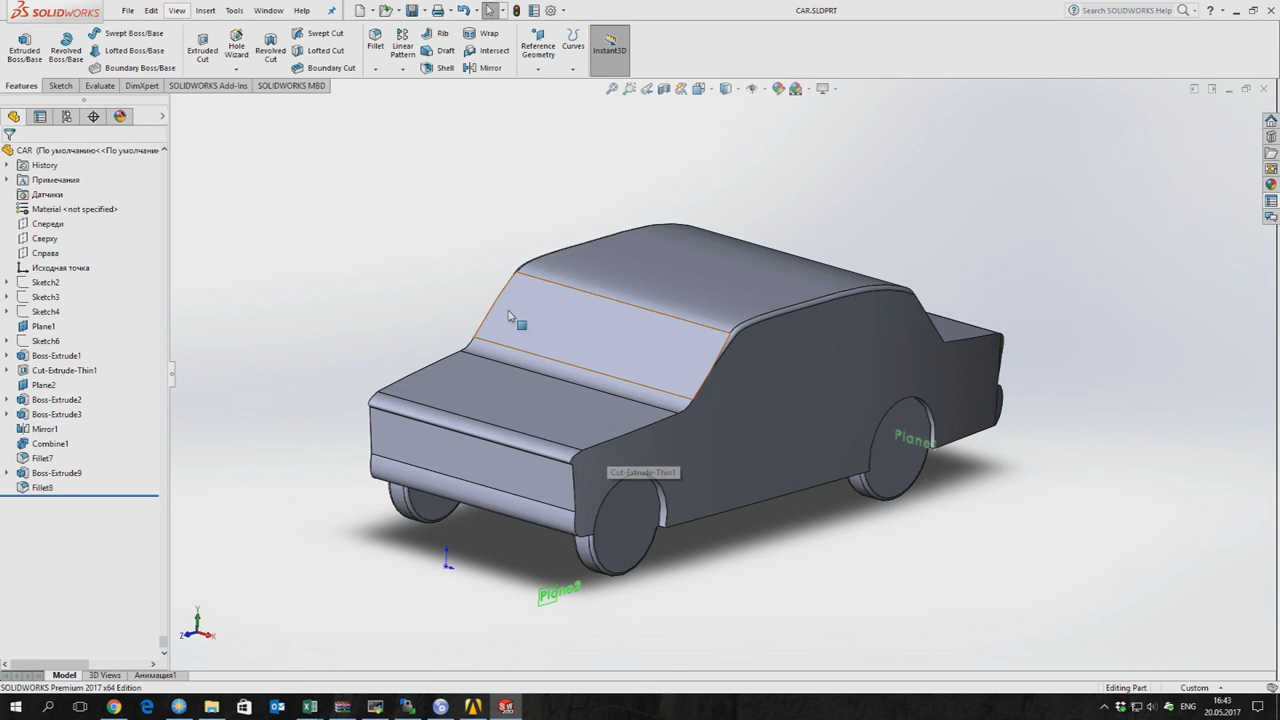 SOLIDWORKS File Edit View Insert Tools Window Help CAR.SLDPRT Search SOLIDWORKS Help
Extruded Boss/Base
Revolved Boss/Base
Swept Boss/Base
Lofted Boss/Base
Boundary Boss/Base
Extruded Cut
Hole Wizard
Revolved Cut
Swept Cut
Lofted Cut
Boundary Cut
Fillet
Linear Pattern
Rib
Draft
Shell
Wrap
Intersect
Mirror
Reference Geometry
Curves
Instant3D
Features Sketch Evaluate DimXpert SOLIDWORKS Add-Ins SOLIDWORKS MBD
CAR (По умолчанию<<По умолчани
History
Примечания
Датчики
Material <not specified>
Спереди
Сверху
Справа
Исходная точка
Sketch2
Sketch3
Sketch4
Plane1
Sketch6
Boss-Extrude1
Cut-Extrude-Thin1
Plane2
Boss-Extrude2
Boss-Extrude3
Mirror1
Combine1
Fillet7
Boss-Extrude9
Fillet8
Plane
Cut-Extrude-Thin1
Y
Z
X
Model 3D Views Анимация1
SOLIDWORKS Premium 2017 x64 Edition Editing Part Custom
ENG 16:43
20.05.2017